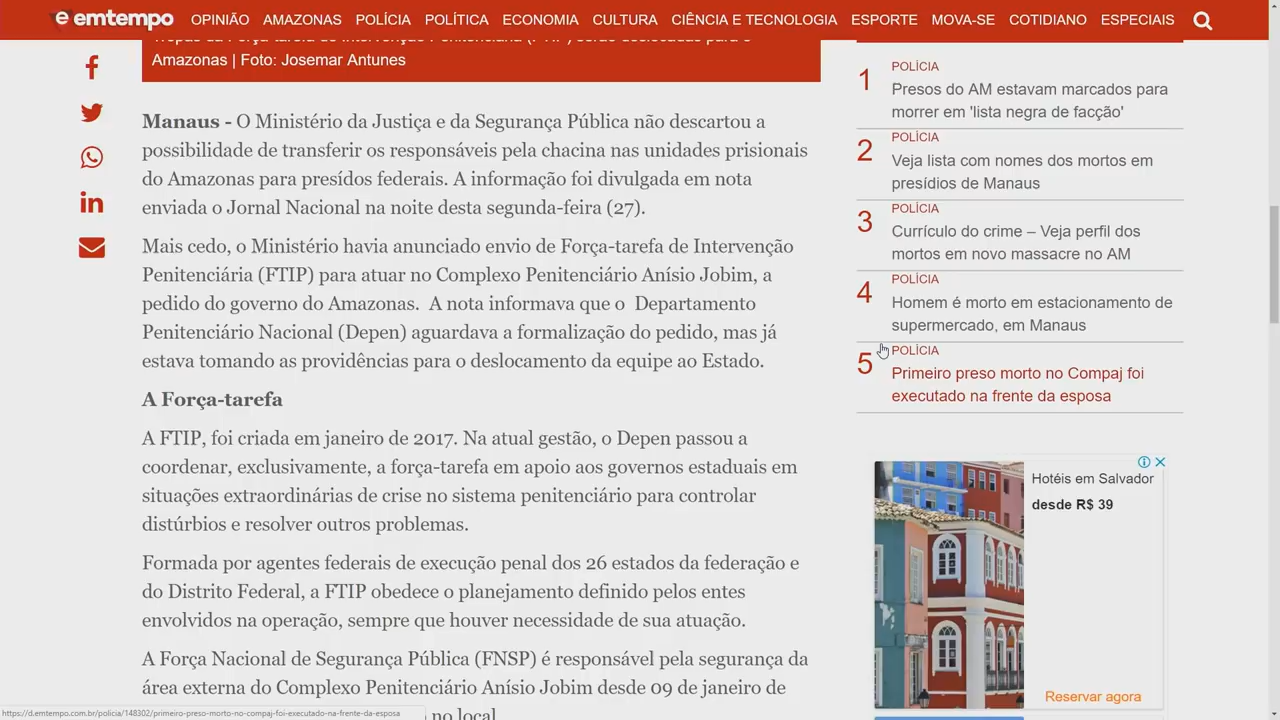 emtempo OPINIÃO AMAZONAS POLÍCIA POLÍTICA ECONOMIA CULTURA CIÊNCIA E TECNOLOGIA ESPORTE MOVA-SE COTIDIANO ESPECIAIS
Amazonas | Foto: Josemar Antunes
Manaus - O Ministério da Justiça e da Segurança Pública não descartou a
possibilidade de transferir os responsáveis pela chacina nas unidades prisionais
do Amazonas para presídos federais. A informação foi divulgada em nota
enviada o Jornal Nacional na noite desta segunda-feira (27).
Mais cedo, o Ministério havia anunciado envio de Força-tarefa de Intervenção
Penitenciária (FTIP) para atuar no Complexo Penitenciário Anísio Jobim, a
pedido do governo do Amazonas. A nota informava que o Departamento
Penitenciário Nacional (Depen) aguardava a formalização do pedido, mas já
estava tomando as providências para o deslocamento da equipe ao Estado.
A Força-tarefa
A FTIP, foi criada em janeiro de 2017. Na atual gestão, o Depen passou a
coordenar, exclusivamente, a força-tarefa em apoio aos governos estaduais em
situações extraordinárias de crise no sistema penitenciário para controlar
distúrbios e resolver outros problemas.
Formada por agentes federais de execução penal dos 26 estados da federação e
do Distrito Federal, a FTIP obedece o planejamento definido pelos entes
envolvidos na operação, sempre que houver necessidade de sua atuação.
A Força Nacional de Segurança Pública (FNSP) é responsável pela segurança da
área externa do Complexo Penitenciário Anísio Jobim desde 09 de janeiro de
no local
1 POLÍCIA
Presos do AM estavam marcados para
morrer em 'lista negra de facção'
2 POLÍCIA
Veja lista com nomes dos mortos em
presídios de Manaus
3 POLÍCIA
Currículo do crime – Veja perfil dos
mortos em novo massacre no AM
4 POLÍCIA
Homem é morto em estacionamento de
supermercado, em Manaus
5 POLÍCIA
Primeiro preso morto no Compaj foi
executado na frente da esposa
Hotéis em Salvador
desde R$ 39
Reservar agora
https://d.emtempo.com.br/policia/148302/primeiro-preso-morto-no-compaj-foi-executado-na-frente-da-esposa